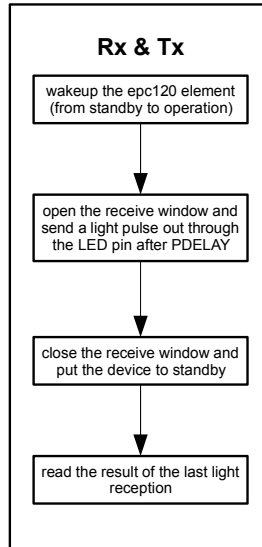 Rx & Tx
wakeup the epc120 element
(from standby to operation)
open the receive window and
send a light pulse out through
the LED pin after PDELAY
close the receive window and
put the device to standby
read the result of the last light
reception